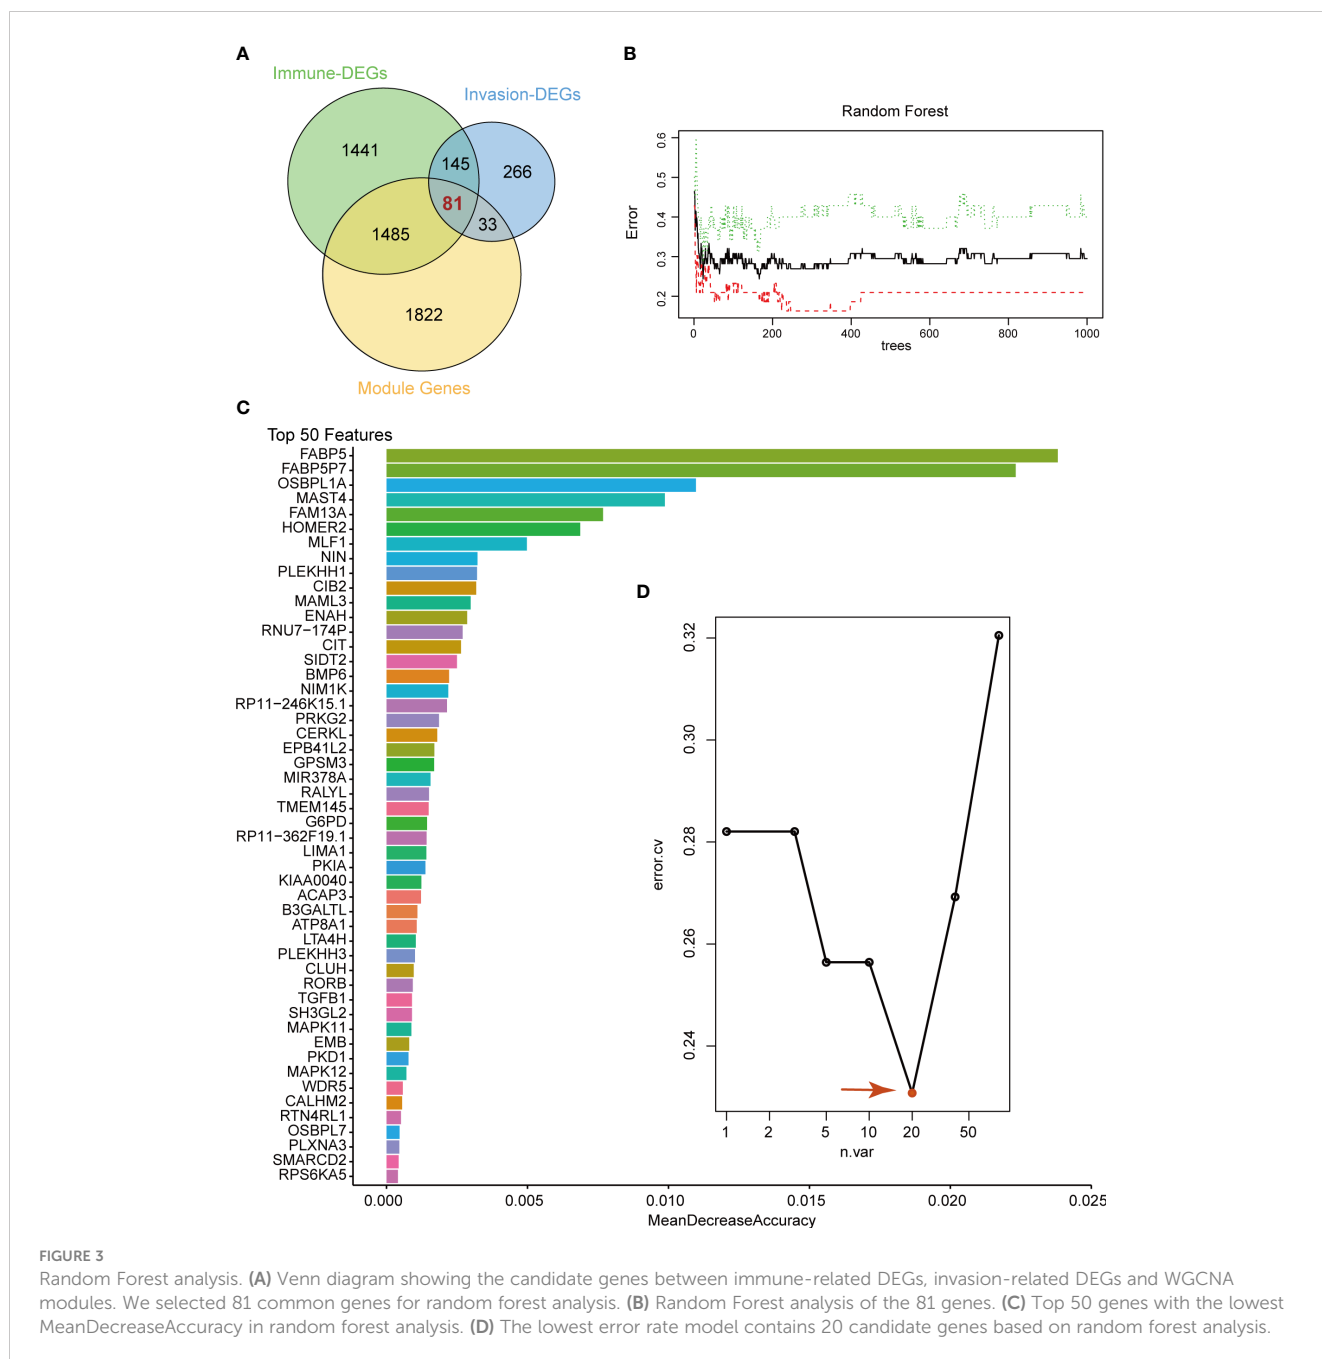 A
Immune-DEGs
Invasion-DEGs
1441
145
266
81
33
1485
1822
Module Genes
B
Random Forest
Error
0.6
0.5
0.4
0.3
0.2
0
200
400
600
800
1000
trees
C
Top 50 Features
FABP5
FABP5P7
OSBPL1A
MAST4
FAM13A
HOMER2
MLF1
NIN
PLEKHH1
CIB2
MAML3
ENAH
RNU7−174P
CIT
SIDT2
BMP6
NIM1K
RP11−246K15.1
PRKG2
CERKL
EPB41L2
GPSM3
MIR378A
RALYL
TMEM145
G6PD
RP11−362F19.1
LIMA1
PKIA
KIAA0040
ACAP3
B3GALTL
ATP8A1
LTA4H
PLEKHH3
CLUH
RORB
TGFB1
SH3GL2
MAPK11
EMB
PKD1
MAPK12
WDR5
CALHM2
RTN4RL1
OSBPL7
PLXNA3
SMARCD2
RPS6KA5
0.000
0.005
0.010
0.015
0.020
0.025
MeanDecreaseAccuracy
D
error.cv
0.32
0.30
0.28
0.26
0.24
1
2
5
10
20
50
n.var
FIGURE 3
Random Forest analysis. (A) Venn diagram showing the candidate genes between immune-related DEGs, invasion-related DEGs and WGCNA
modules. We selected 81 common genes for random forest analysis. (B) Random Forest analysis of the 81 genes. (C) Top 50 genes with the lowest
MeanDecreaseAccuracy in random forest analysis. (D) The lowest error rate model contains 20 candidate genes based on random forest analysis.